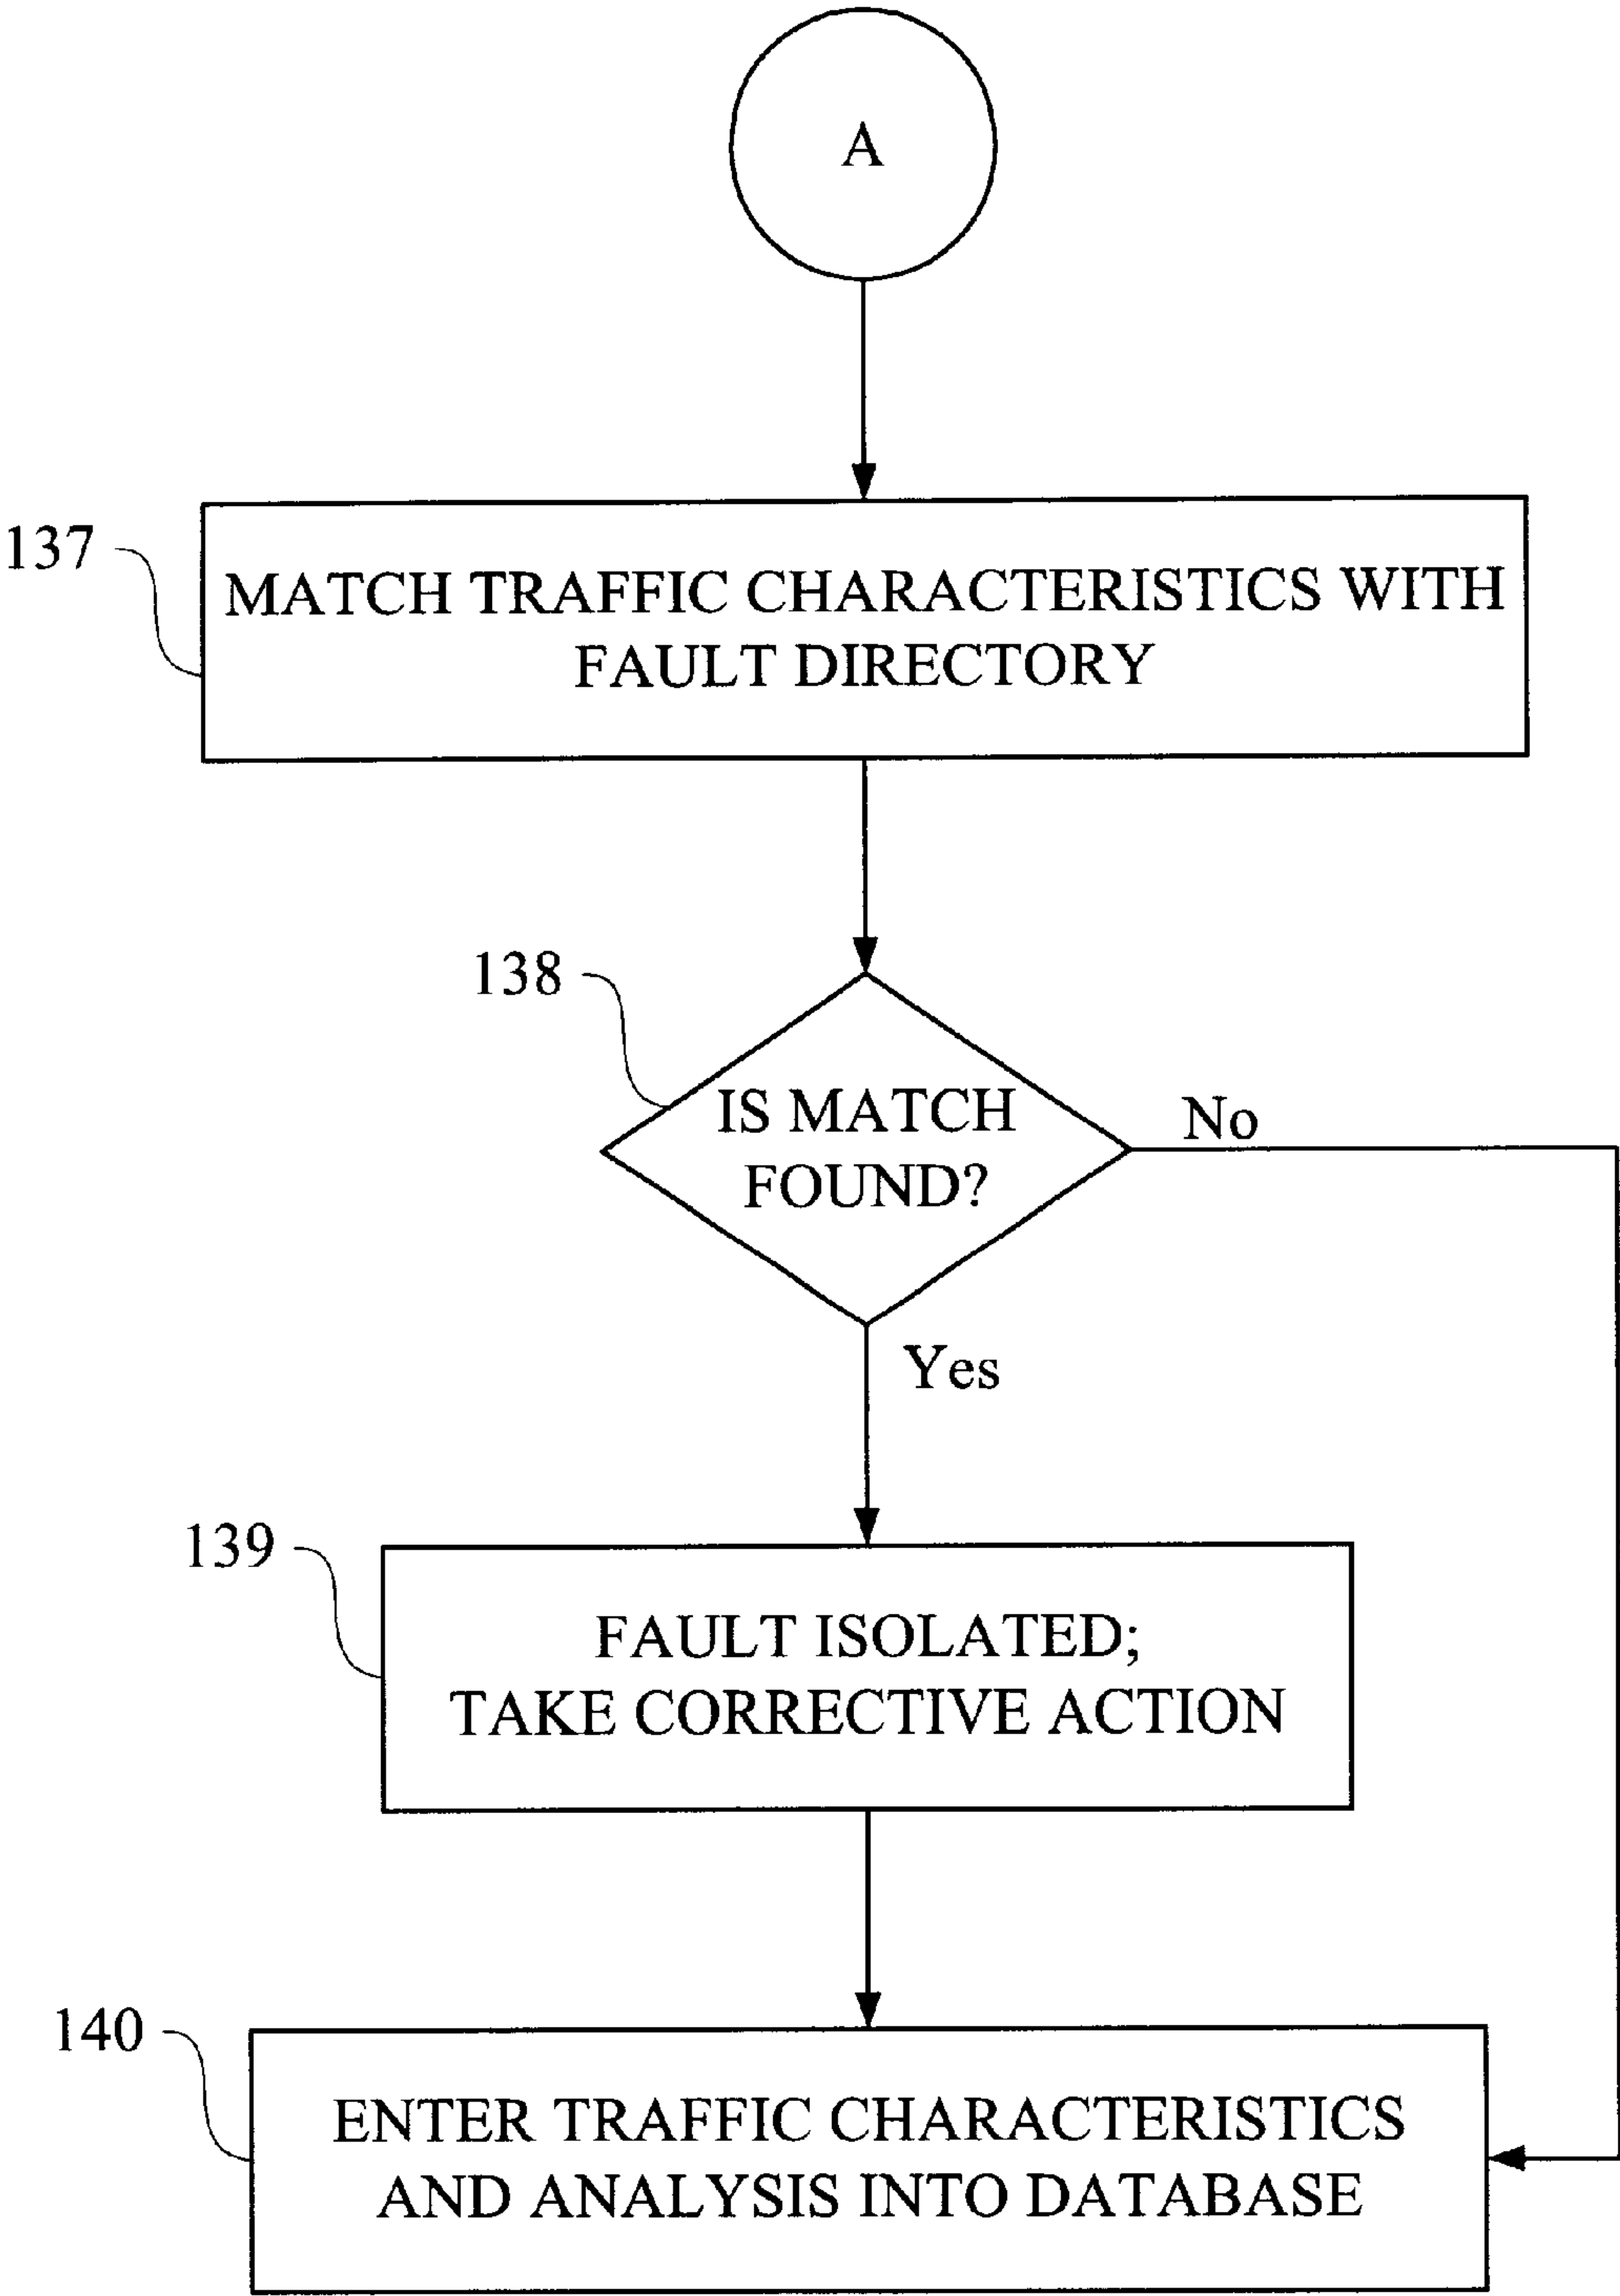 A
137
MATCH TRAFFIC CHARACTERISTICS WITH
FAULT DIRECTORY
138
IS MATCH
FOUND?
No
Yes
139
FAULT ISOLATED;
TAKE CORRECTIVE ACTION
140
ENTER TRAFFIC CHARACTERISTICS
AND ANALYSIS INTO DATABASE